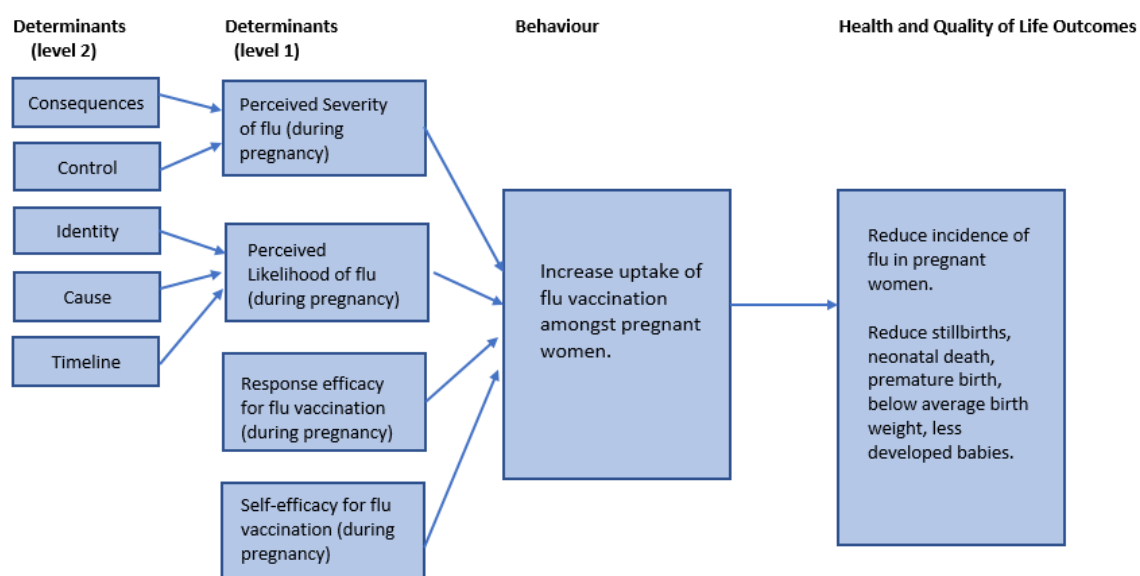 Determinants
(level 2)
Determinants
(level 1)
Behaviour
Health and Quality of Life Outcomes
Consequences
Control
Identity
Cause
Timeline
Perceived Severity
of flu (during
pregnancy)
Perceived
Likelihood of flu
(during pregnancy)
Response efficacy
for flu vaccination
(during pregnancy)
Self-efficacy for flu
vaccination (during
pregnancy)
Increase uptake of
flu vaccination
amongst pregnant
women.
Reduce incidence of
flu in pregnant
women.
Reduce stillbirths,
neonatal death,
premature birth,
below average birth
weight, less
developed babies.